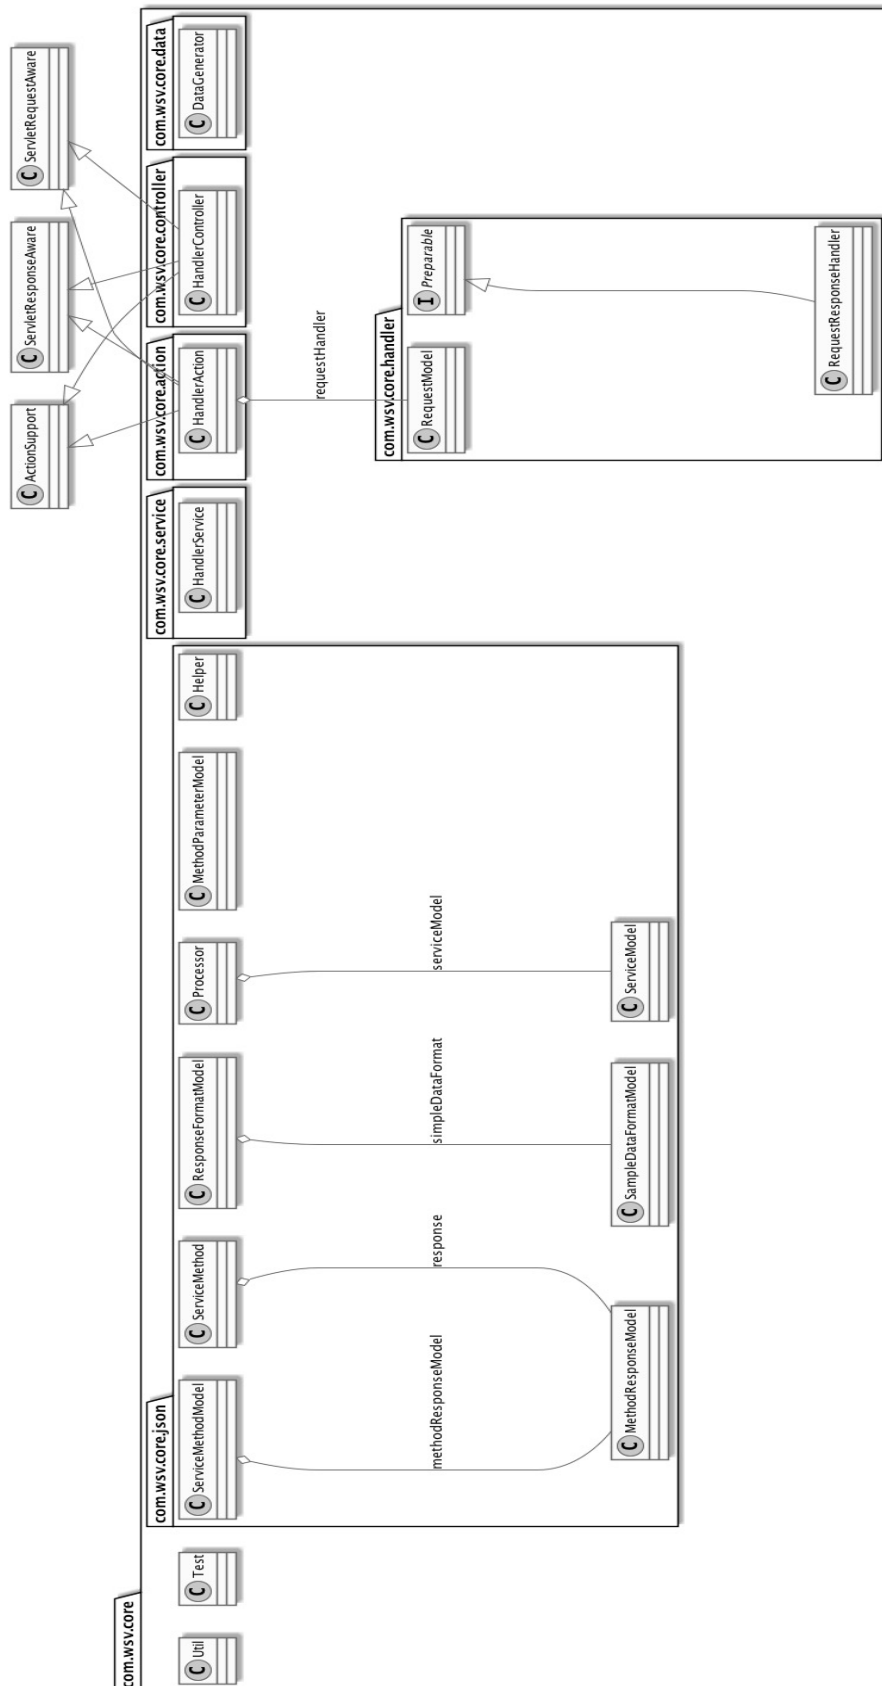 com.wsv.core
C Util
C Test
com.wsv.core.json
C ServiceMethodModel
C ServiceMethod
C ResponseFormatModel
C Processor
C MethodParameterModel
C Helper
methodResponseModel
response
simpleDataFormat
serviceModel
C MethodResponseModel
C SampleDataFormatModel
C ServiceModel
com.wsv.core.service
C HandlerService
com.wsv.core.action
C HandlerAction
com.wsv.core.controller
C HandlerController
com.wsv.core.data
C DataGenerator
C ActionSupport
C ServletResponseAware
C ServletRequestAware
requestHandler
com.wsv.core.handler
C RequestModel
I Preparable
C RequestResponseHandler